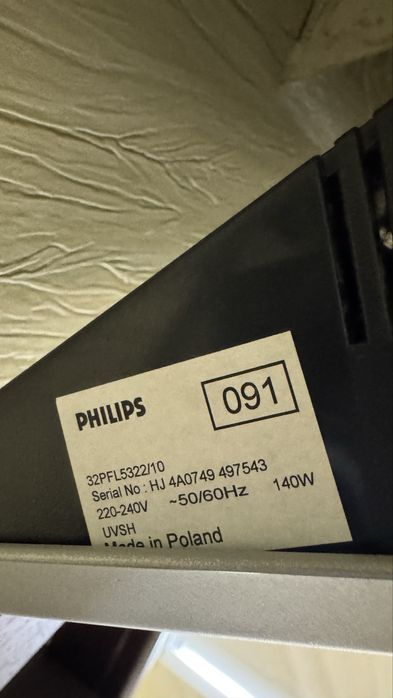 PHILIPS
091
32PFL5322/10
Serial No : HJ 4A0749 497543
220-240V ~50/60Hz 140W
UVSH
Made in Poland